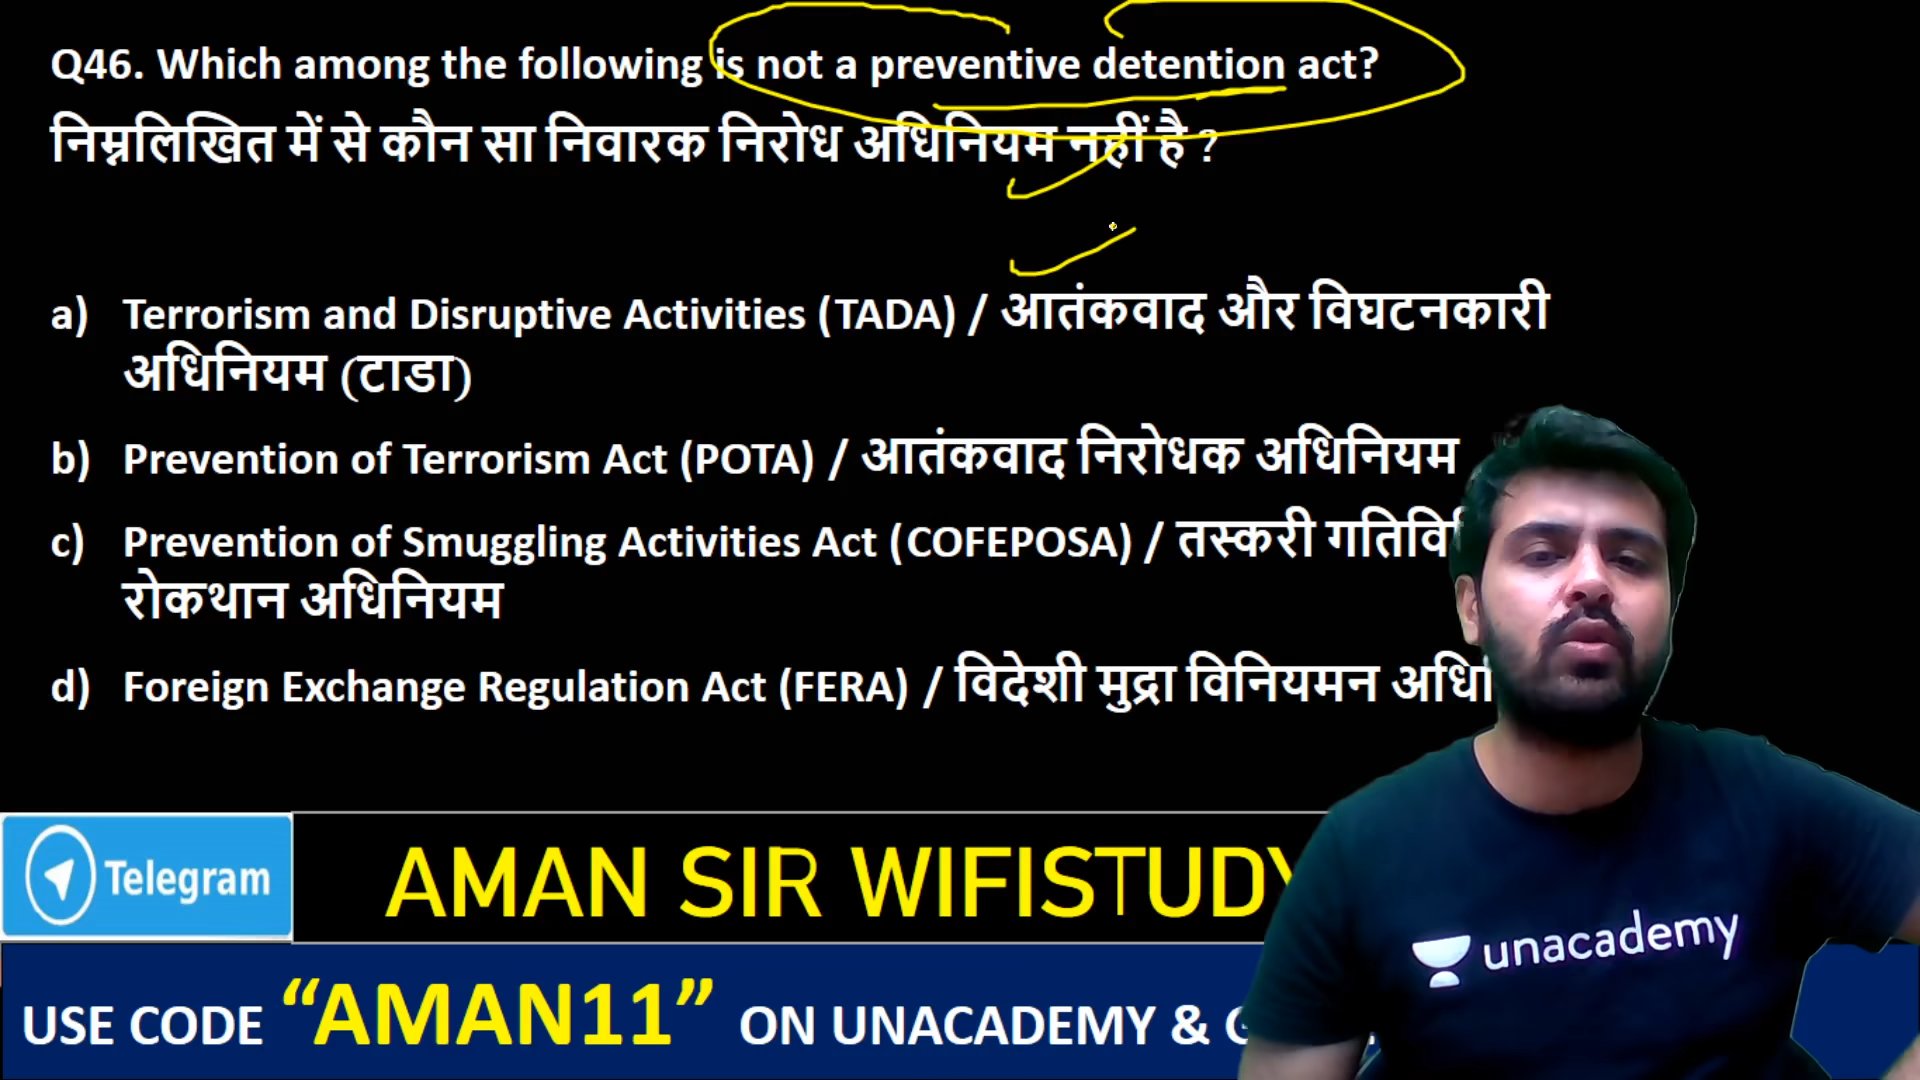 Q46. Which among the following is not a preventive detention act?
निम्नलिखित में से कौन सा निवारक निरोध अधिनियम नहीं है ?
a) Terrorism and Disruptive Activities (TADA) / आतंकवाद और विघटनकारी
अधिनियम (टाडा)
b) Prevention of Terrorism Act (POTA) / आतंकवाद निरोधक अधिनियम
c) Prevention of Smuggling Activities Act (COFEPOSA) / तस्करी
रोकथान अधिनियम
d) Foreign Exchange Regulation Act (FERA) / विदेशी मुद्रा विनियमन
Telegram
AMAN SIR WIFISTUDY
unacademy
USE CODE “AMAN11” ON UNACADEMY &